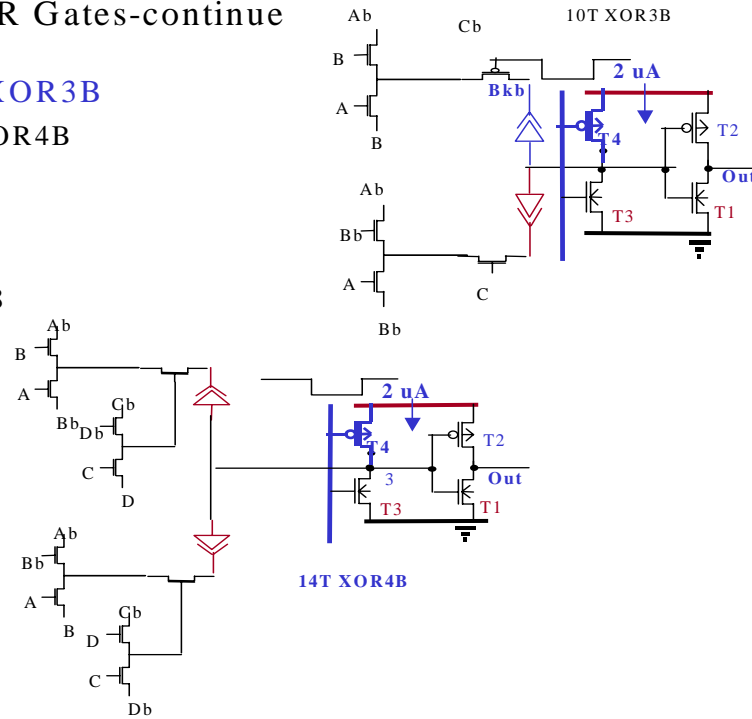 R Gates-continue
XOR3B
OR4B
10T XOR3B
Ab
Cb
B
2 uA
Bkb
A
T4
T2
B
Out
Ab
T3
T1
Bb
A
C
Bb
Ab
B
A
2 uA
Bb
Cb
Db
T4
T2
C
3
Out
D
T3
T1
Ab
Bb
14T XOR4B
A
Cb
B
D
C
Db